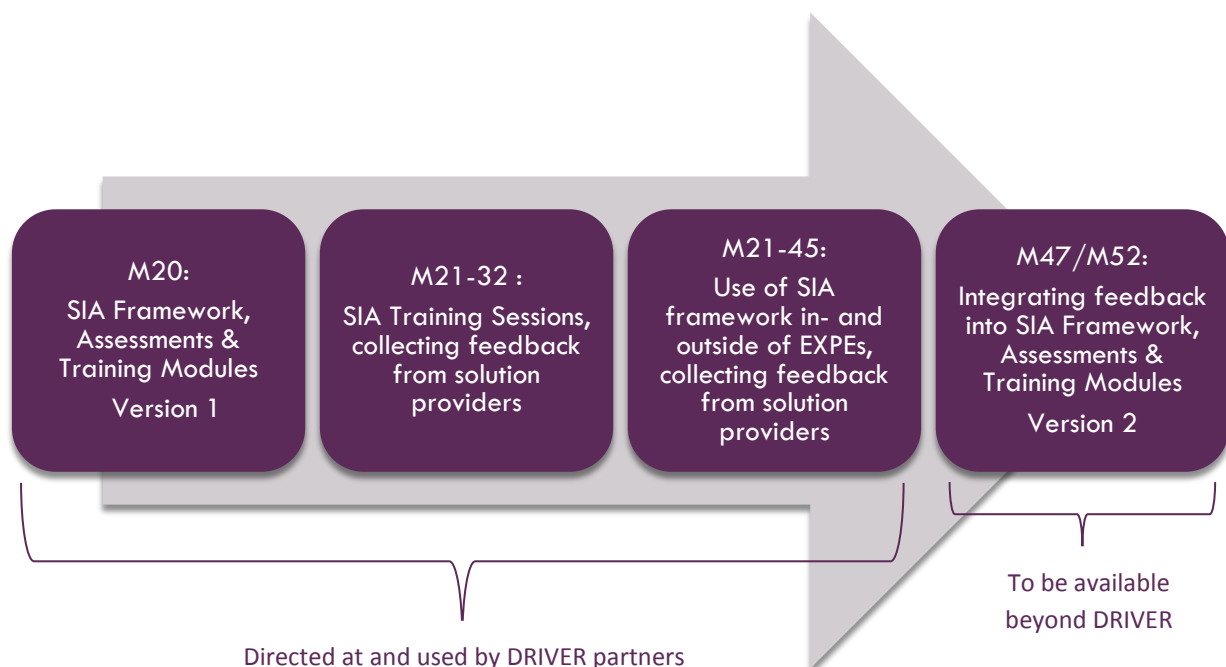 M20:
SIA Framework,
Assessments &
Training Modules
Version 1
M21-32 :
SIA Training Sessions,
collecting feedback
from solution
providers
M21-45:
Use of SIA
framework in- and
outside of EXPEs,
collecting feedback
from solution
providers
M47/M52:
Integrating feedback
into SIA Framework,
Assessments &
Training Modules
Version 2
Directed at and used by DRIVER partners
To be available
beyond DRIVER